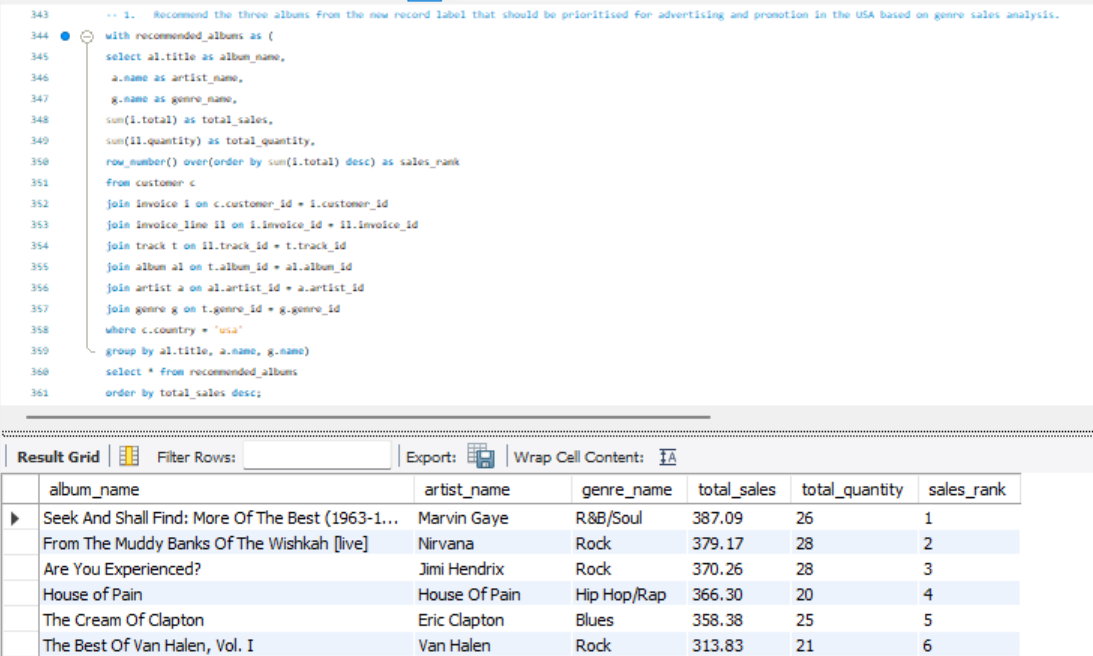 343 -- 1. Recommend the three albums from the new record label that should be prioritised for advertising and promotion in the USA based on genre sales analysis.
344 with recommended_albums as (
345 select al.title as album_name,
346 a.name as artist_name,
347 g.name as genre_name,
348 sum(i.total) as total_sales,
349 sum(il.quantity) as total_quantity,
350 row_number() over(order by sum(i.total) desc) as sales_rank
351 from customer c
352 join invoice i on c.customer_id = i.customer_id
353 join invoice_line il on i.invoice_id = il.invoice_id
354 join track t on il.track_id = t.track_id
355 join album al on t.album_id = al.album_id
356 join artist a on al.artist_id = a.artist_id
357 join genre g on t.genre_id = g.genre_id
358 where c.country = 'usa'
359 group by al.title, a.name, g.name)
360 select * from recommended_albums
361 order by total_sales desc;
Result Grid Filter Rows: Export: Wrap Cell Content: IA
album_name artist_name genre_name total_sales total_quantity sales_rank
Seek And Shall Find: More Of The Best (1963-1... Marvin Gaye R&B/Soul 387.09 26 1
From The Muddy Banks Of The Wishkah [live] Nirvana Rock 379.17 28 2
Are You Experienced? Jimi Hendrix Rock 370.26 28 3
House of Pain House Of Pain Hip Hop/Rap 366.30 20 4
The Cream Of Clapton Eric Clapton Blues 358.38 25 5
The Best Of Van Halen, Vol. I Van Halen Rock 313.83 21 6